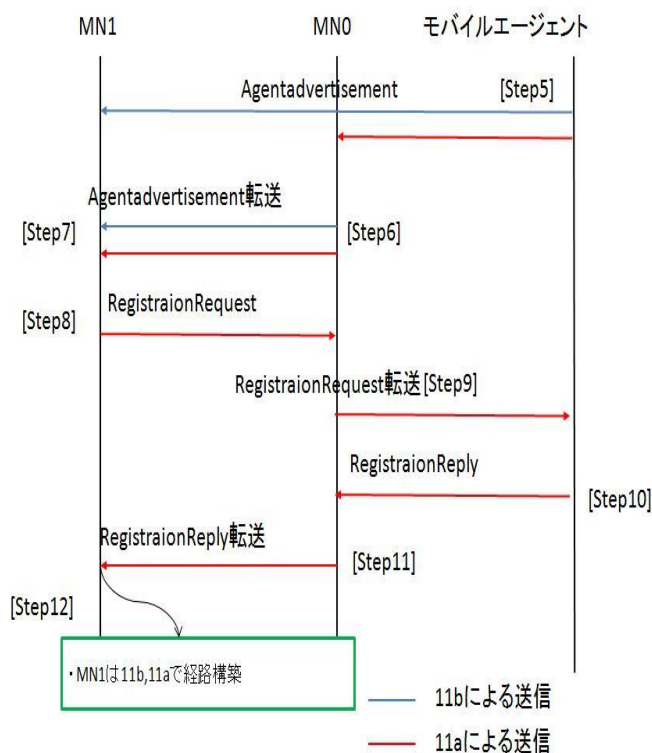 MN1 MN0 モバイルエージェント
Agentadvertisement [Step5]
Agentadvertisement転送
[Step7] [Step6]
RegistraionRequest
[Step8]
RegistraionRequest転送[Step9]
RegistraionReply
[Step10]
RegistraionReply転送
[Step11]
[Step12]
・MN1は11b,11aで経路構築
11bによる送信
11aによる送信